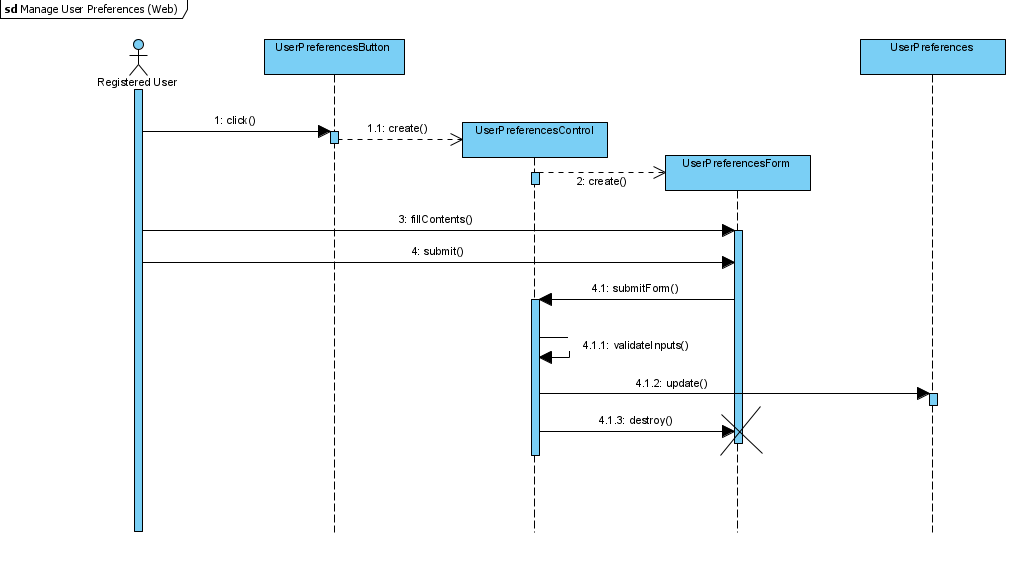 sd Manage User Preferences (Web)
Registered User
UserPreferencesButton
UserPreferences
1: click()
1.1: create()
UserPreferencesControl
UserPreferencesForm
2: create()
3: fillContents()
4: submit()
4.1: submitForm()
4.1.1: validateInputs()
4.1.2: update()
4.1.3: destroy()